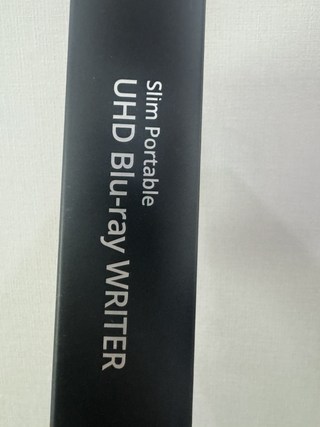 Slim Portable
UHD Blu-ray WRITER